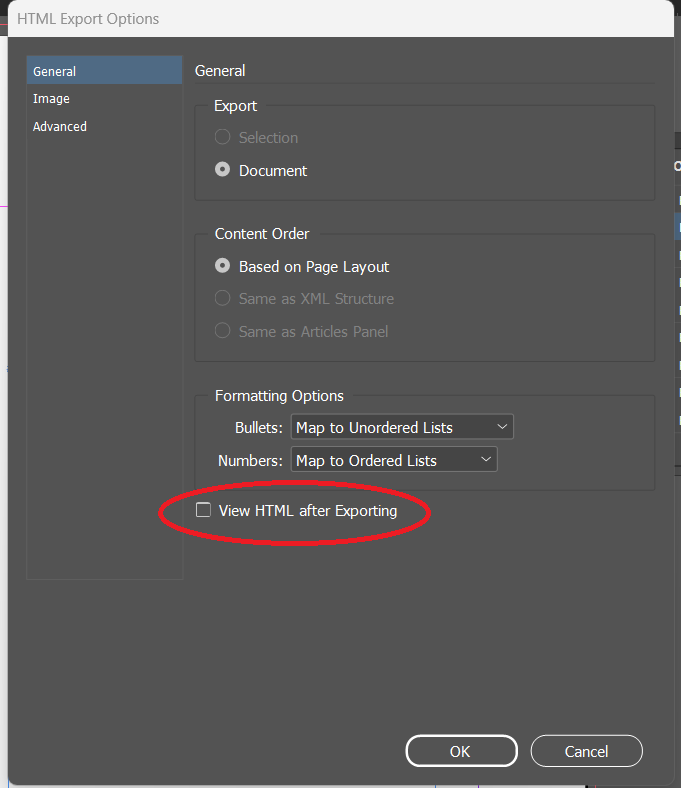 HTML Export Options
General
Image
Advanced
General
Export
Selection
Document
Content Order
Based on Page Layout
Same as XML Structure
Same as Articles Panel
Formatting Options
Bullets: Map to Unordered Lists
Numbers: Map to Ordered Lists
View HTML after Exporting
OK Cancel